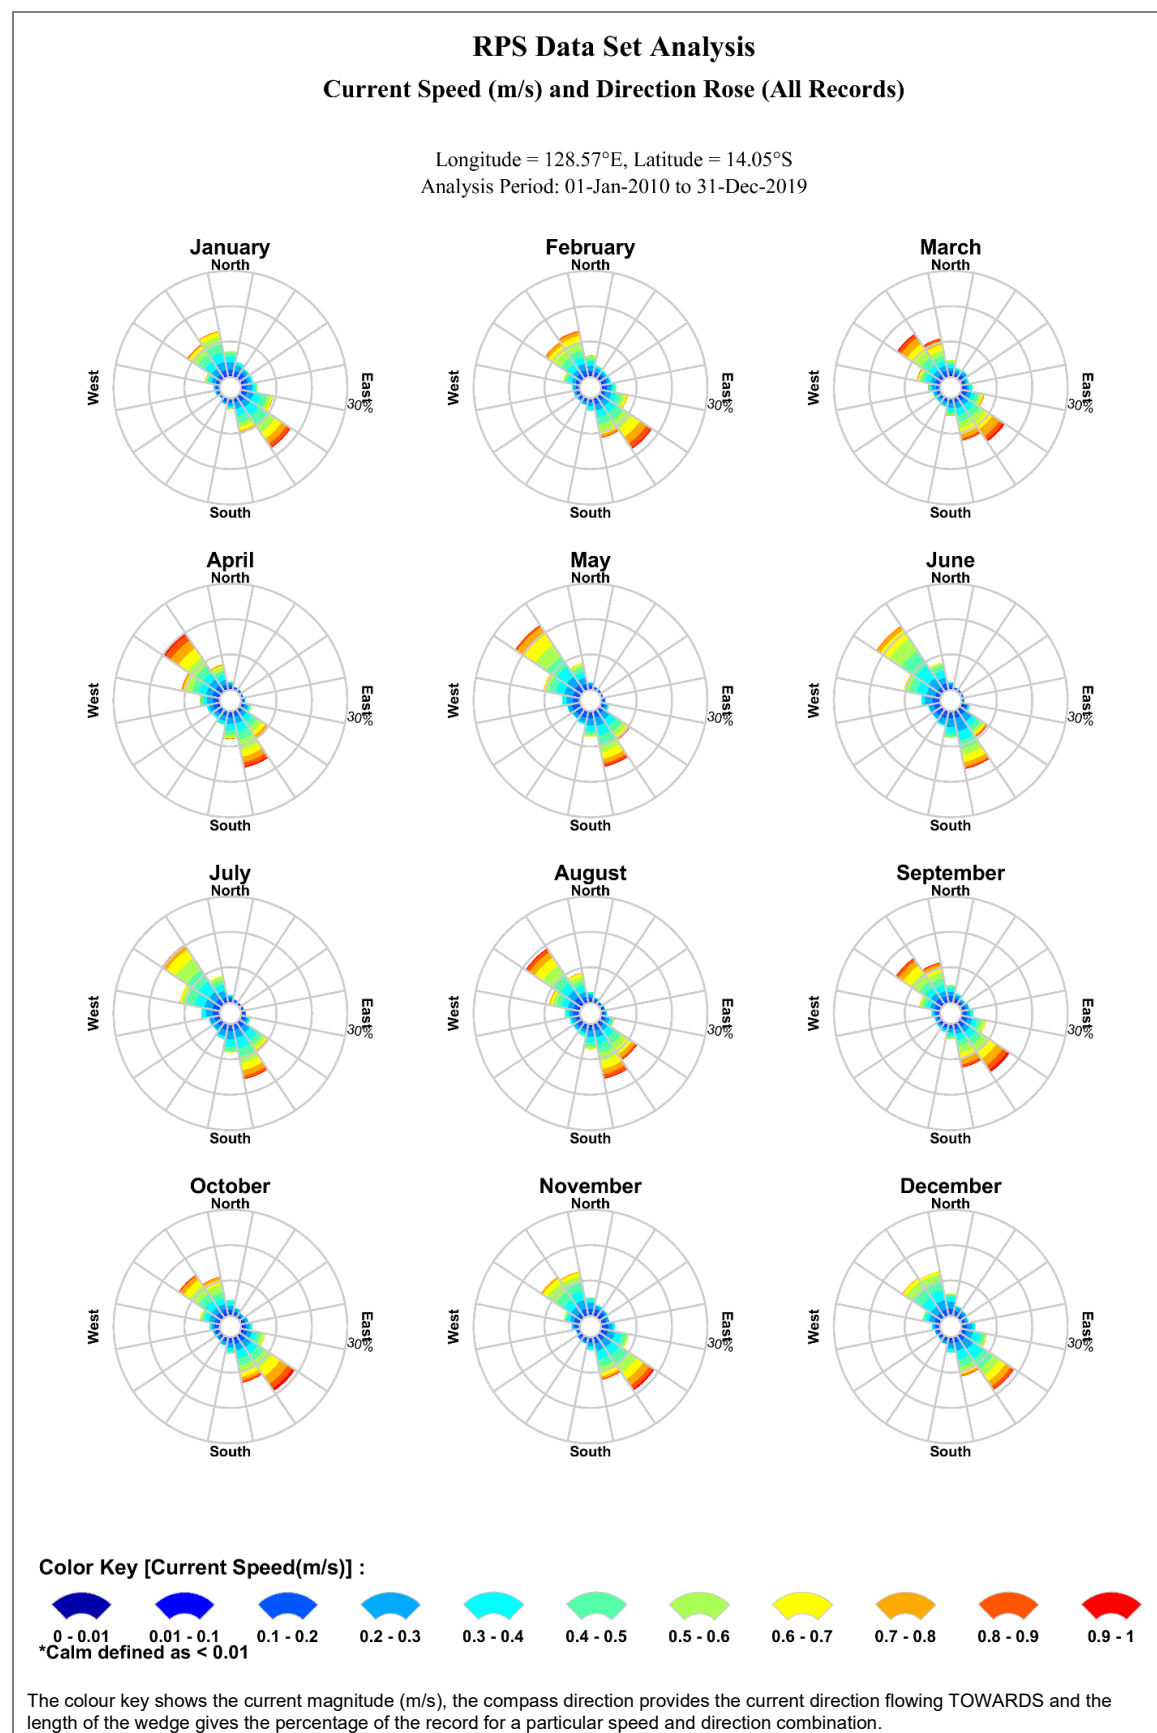 RPS Data Set Analysis
Current Speed (m/s) and Direction Rose (All Records)
Longitude = 128.57°E, Latitude = 14.05°S
Analysis Period: 01-Jan-2010 to 31-Dec-2019
January
North
West
East
30%
South
February
North
West
East
30%
South
March
North
West
East
30%
South
April
North
West
East
30%
South
May
North
West
East
30%
South
June
North
West
East
30%
South
July
North
West
East
30%
South
August
North
West
East
30%
South
September
North
West
East
30%
South
October
North
West
East
30%
South
November
North
West
East
30%
South
December
North
West
East
30%
South
Color Key [Current Speed(m/s)] :
0 - 0.01 0.01 - 0.1 0.1 - 0.2 0.2 - 0.3 0.3 - 0.4 0.4 - 0.5 0.5 - 0.6 0.6 - 0.7 0.7 - 0.8 0.8 - 0.9 0.9 - 1
*Calm defined as < 0.01
The colour key shows the current magnitude (m/s), the compass direction provides the current direction flowing TOWARDS and the
length of the wedge gives the percentage of the record for a particular speed and direction combination.